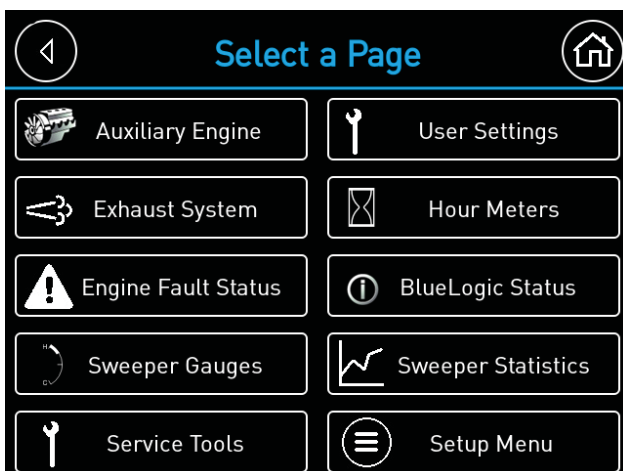 Select a Page
Auxiliary Engine
User Settings
Exhaust System
Hour Meters
Engine Fault Status
BlueLogic Status
Sweeper Gauges
Sweeper Statistics
Service Tools
Setup Menu